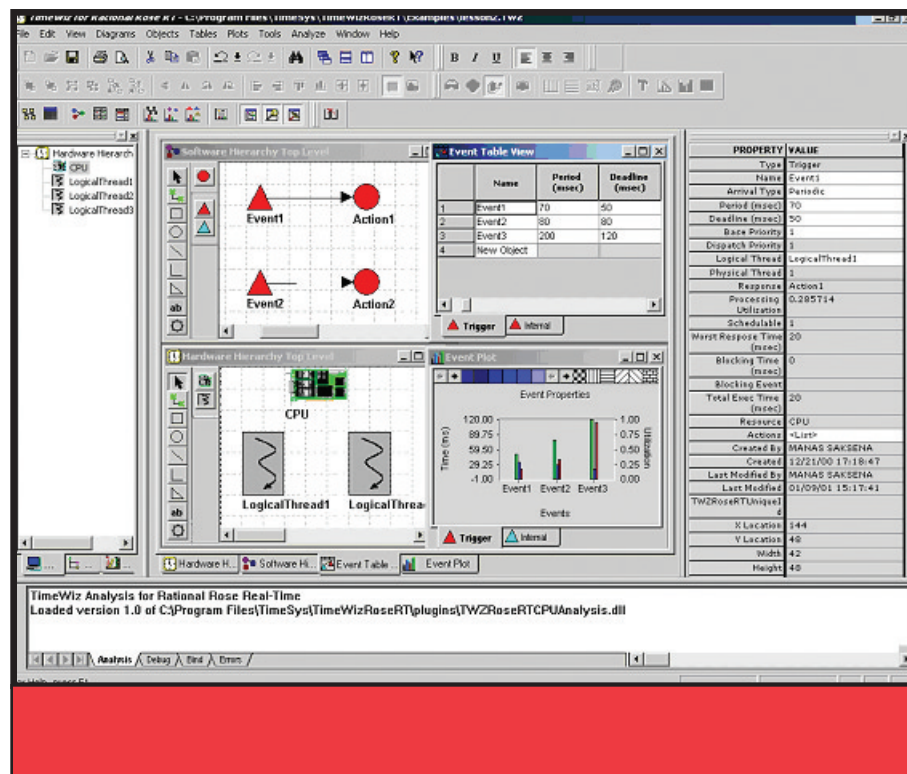 TimeWiz for Rational Rose RT - C:\Program Files\TimeSys\TimeWizRoseRT\Examples\lesson2.TWZ
File Edit View Diagrams Objects Tables Plots Tools Analyze Window Help
B I U
Hardware Hierarch
CPU
LogicalThread1
LogicalThread2
LogicalThread3
Software Hierarchy Top Level
Event1
Action1
Event2
Action2
ab
Event Table View
Name Period (msec) Deadline (msec)
1 Event1 70 50
2 Event2 80 80
3 Event3 200 120
4 New Object
Trigger Internal
Hardware Hierarchy Top Level
CPU
LogicalThread1 LogicalThrea
ab
Event Plot
Event Properties
120.00 1.00
89.75 0.75
59.50 0.50
29.25 0.25
-1.00 0.00
Time (ms)
Utilization
Event1 Event2 Event3
Events
Trigger Internal
Hardware H... Software Hi... Event Table ... Event Plot
PROPERTY VALUE
Type Trigger
Name Event1
Arrival Type Periodic
Period (msec) 70
Deadline (msec) 50
Base Priority 1
Dispatch Priority 1
Logical Thread LogicalThread1
Physical Thread 1
Response Action1
Processing Utilization 0.285714
Schedulable 1
Worst Respose Time (msec) 20
Blocking Time (msec) 0
Blocking Event
Total Exec Time (msec) 20
Resource CPU
Actions <List>
Created By MANAS SAKSENA
Created 12/21/00 17:18:47
Last Modified By MANAS SAKSENA
Last Modified 01/09/01 15:17:41
TWZRoseRTUniqueId
X Location 144
Y Location 48
Width 42
Height 48
TimeWiz Analysis for Rational Rose Real-Time
Loaded version 1.0 of C:\Program Files\TimeSys\TimeWizRoseRT\plugins\TWZRoseRTCPUAnalysis.dll
Analysis Debug Bind Errors